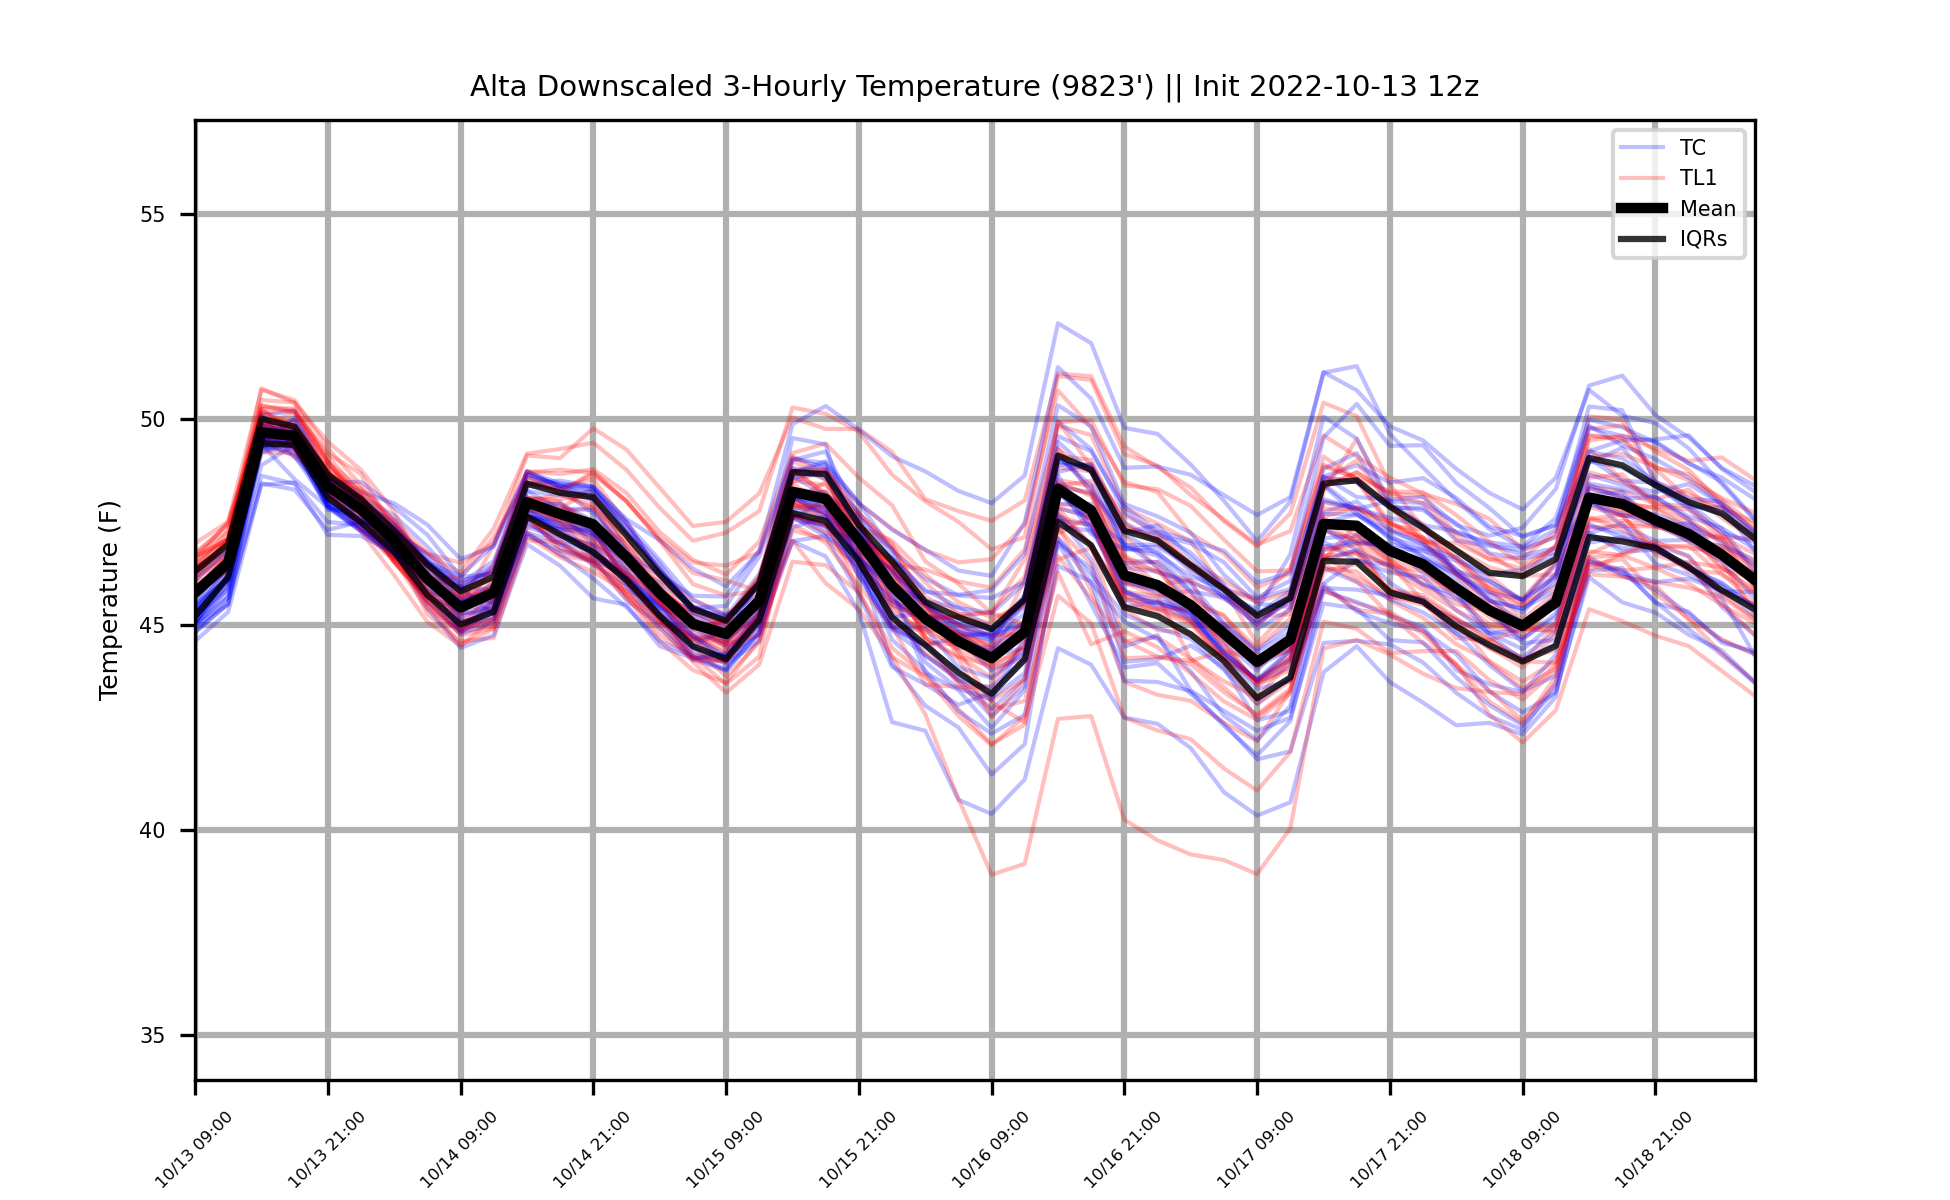 Alta Downscaled 3-Hourly Temperature (9823') || Init 2022-10-13 12z
TC
TL1
Mean
IQRs
Temperature (F)
55
50
45
40
35
10/13 09:00
10/13 21:00
10/14 09:00
10/14 21:00
10/15 09:00
10/15 21:00
10/16 09:00
10/16 21:00
10/17 09:00
10/17 21:00
10/18 09:00
10/18 21:00